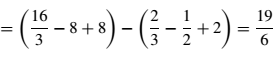 = (16/3 − 8 + 8) − (2/3 − 1/2 + 2) = 19/6